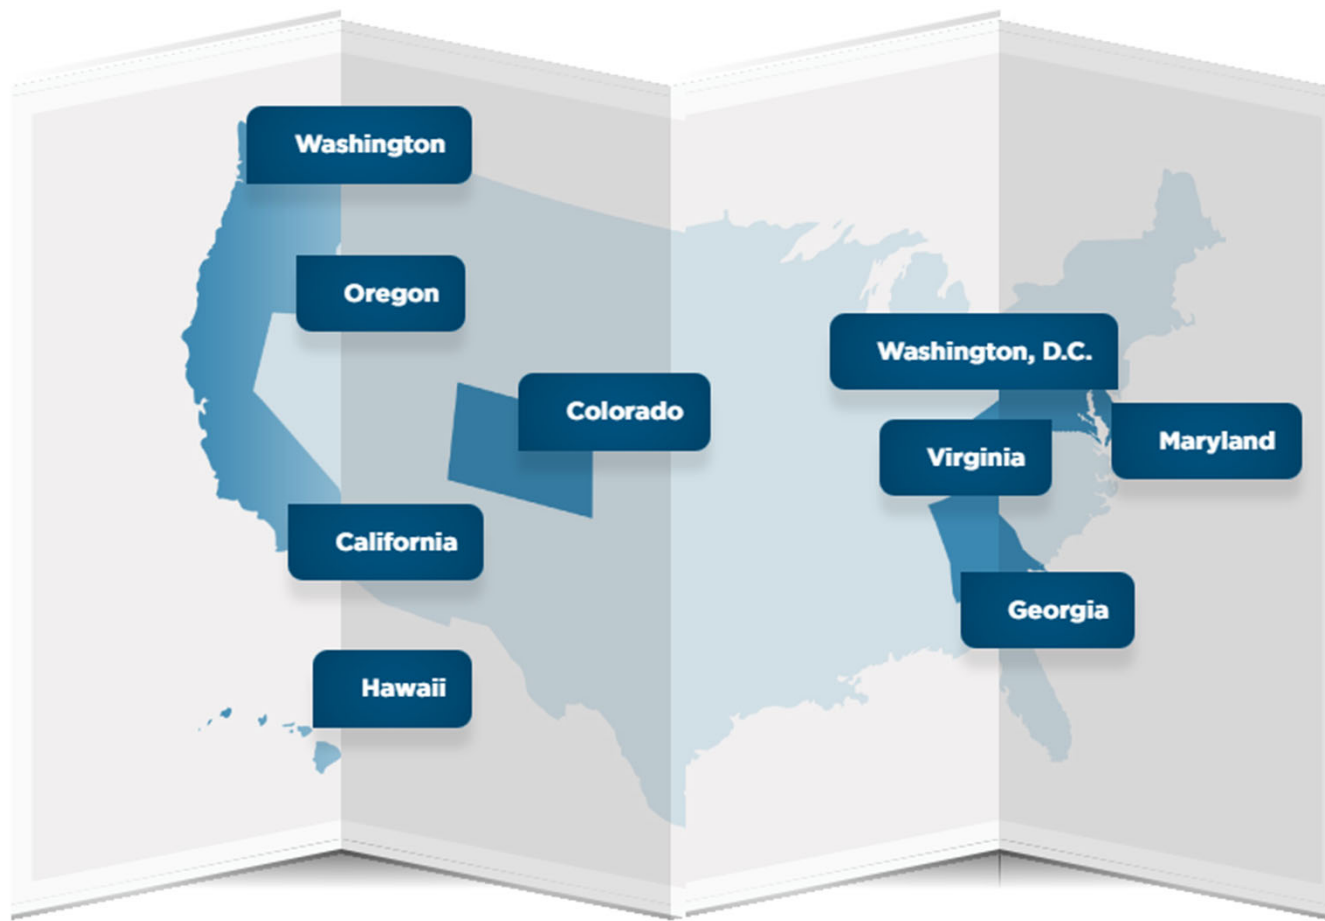 Washington
Oregon
Washington, D.C.
Colorado
Maryland
Virginia
California
Georgia
Hawaii